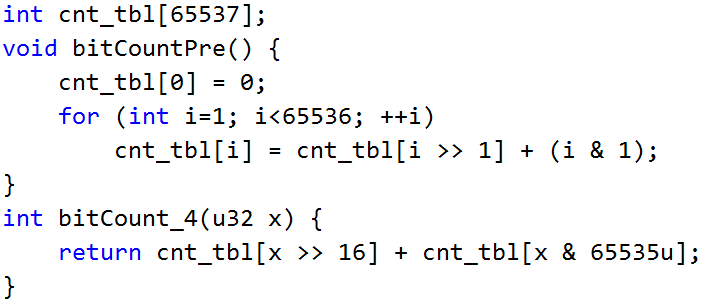 int cnt_tbl[65537];
void bitCountPre() {
    cnt_tbl[0] = 0;
    for (int i=1; i<65536; ++i)
        cnt_tbl[i] = cnt_tbl[i >> 1] + (i & 1);
}
int bitCount_4(u32 x) {
    return cnt_tbl[x >> 16] + cnt_tbl[x & 65535u];
}